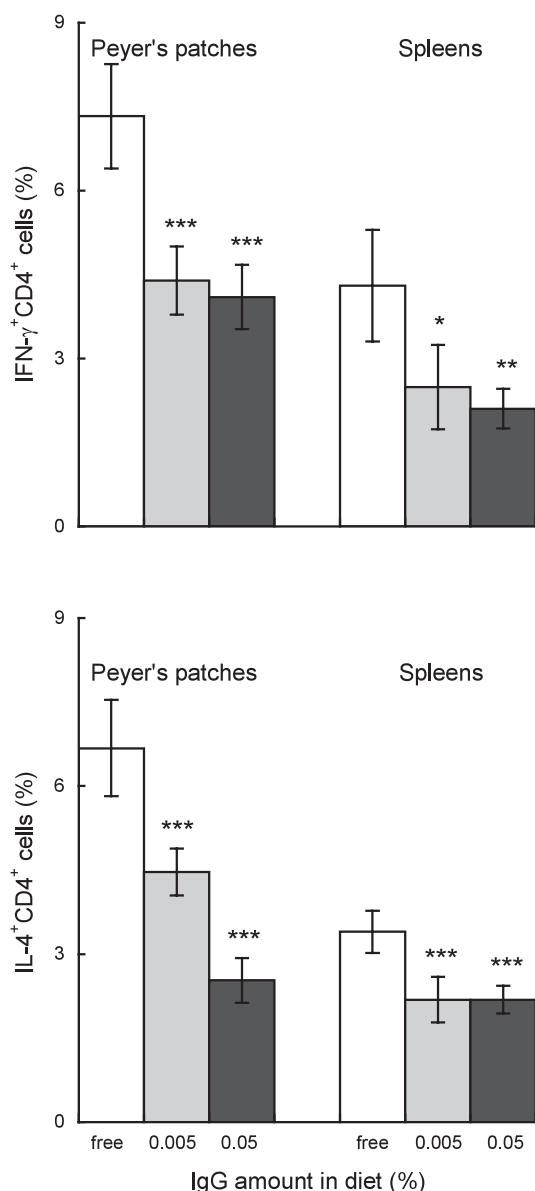 9
Peyer's patches Spleens
6
*** ***
* **
3
0
IFN-γ⁺CD4⁺ cells (%)
9
Peyer's patches Spleens
6
***
***
*** ***
3
0
IL-4⁺CD4⁺ cells (%)
free 0.005 0.05 free 0.005 0.05
IgG amount in diet (%)